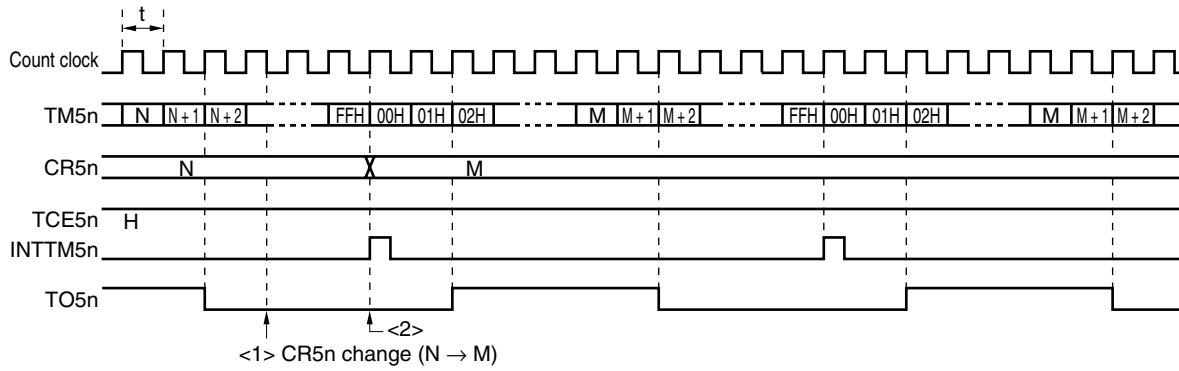 t
Count clock
TM5n N N + 1 N + 2 FFH 00H 01H 02H M M + 1 M + 2 FFH 00H 01H 02H M M + 1 M + 2
CR5n N M
TCE5n H
INTTM5n
TO5n
<2>
<1> CR5n change (N → M)